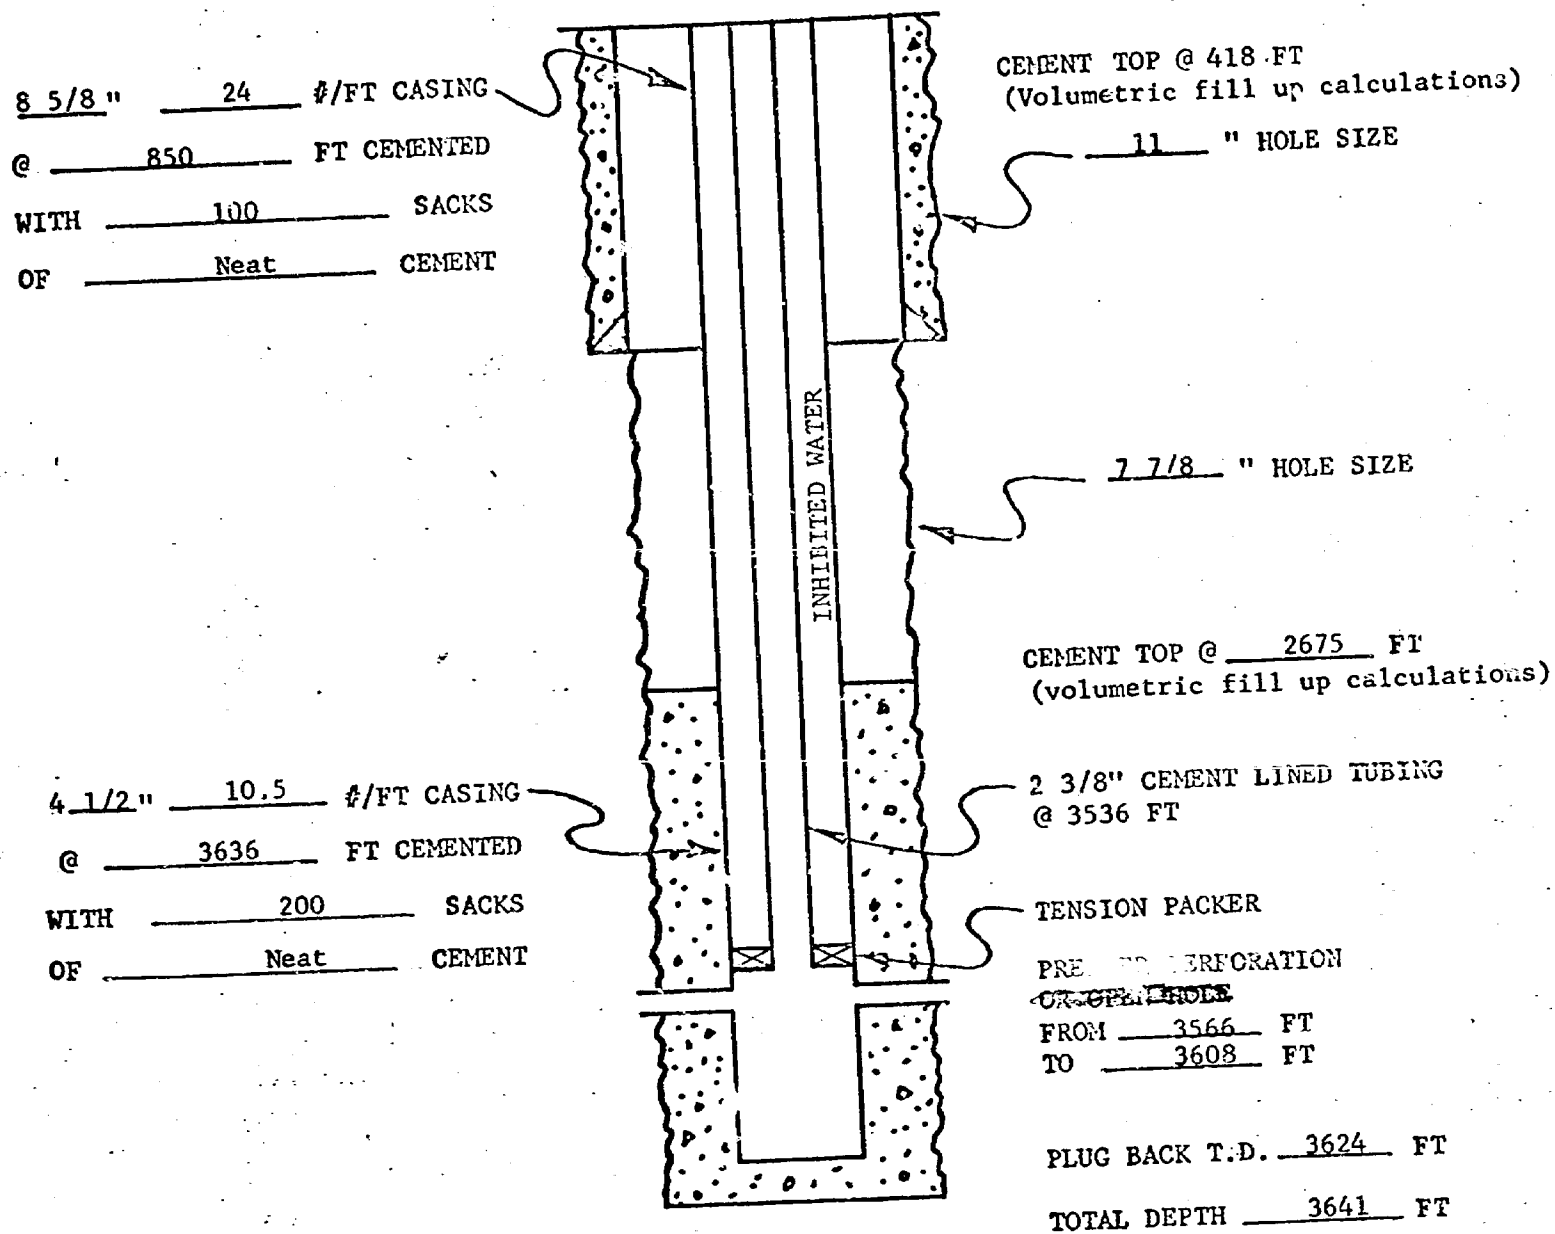 8 5/8 " 24 #/FT CASING
@ 850 FT CEMENTED
WITH 100 SACKS
OF Neat CEMENT
CEMENT TOP @ 418 FT
(Volumetric fill up calculations)
11 " HOLE SIZE
INHIBITED WATER
7 7/8 " HOLE SIZE
CEMENT TOP @ 2675 FT
(volumetric fill up calculations)
4 1/2" 10.5 #/FT CASING
@ 3636 FT CEMENTED
WITH 200 SACKS
OF Neat CEMENT
2 3/8" CEMENT LINED TUBING
@ 3536 FT
TENSION PACKER
PERFORATION
OR OPEN HOLE
FROM 3566 FT
TO 3608 FT
PLUG BACK T.D. 3624 FT
TOTAL DEPTH 3641 FT